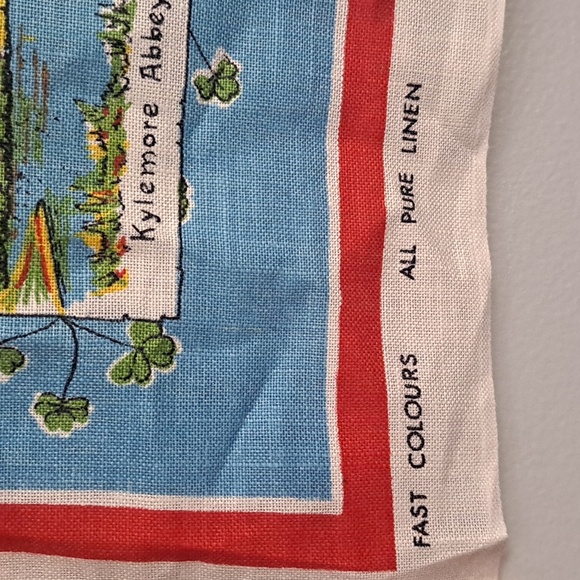 Kylemore Abbey
FAST COLOURS ALL PURE LINEN